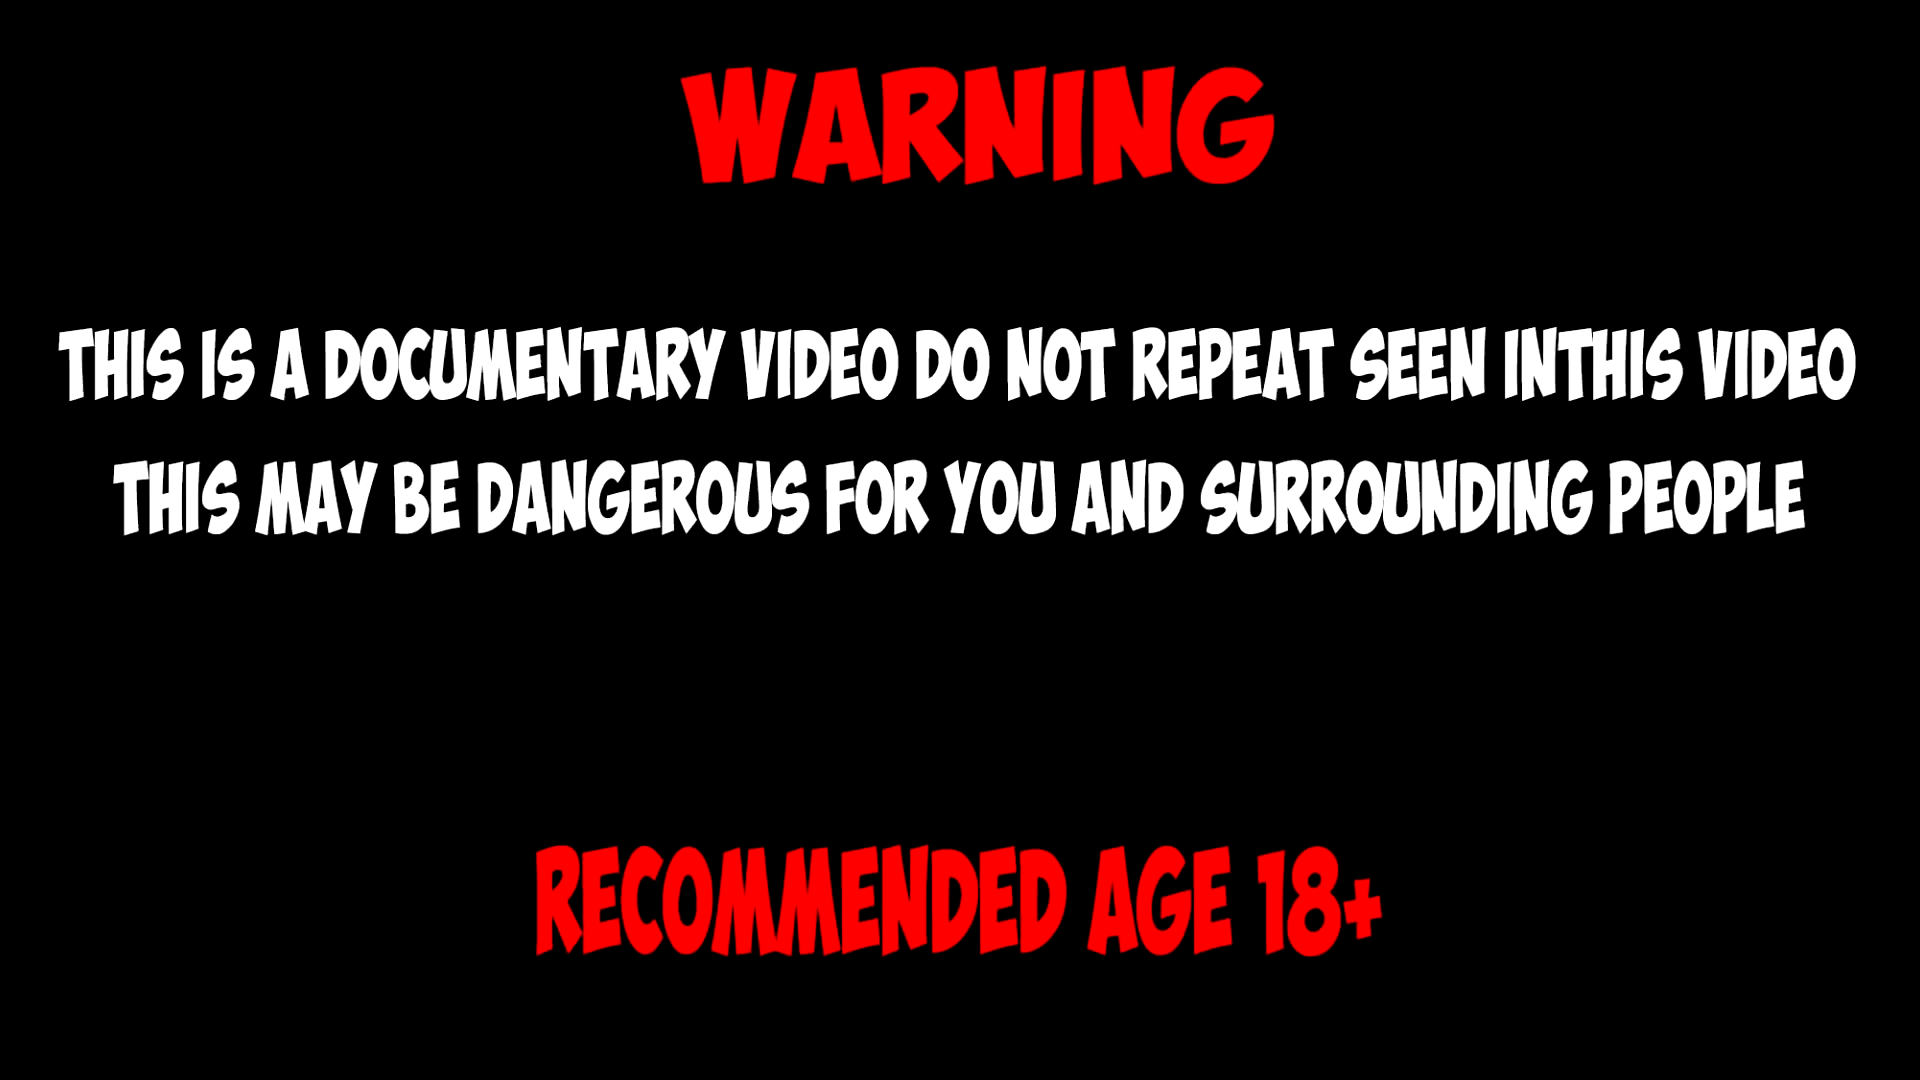 WARNING
THIS IS A DOCUMENTARY VIDEO DO NOT REPEAT SEEN INTHIS VIDEO
THIS MAY BE DANGEROUS FOR YOU AND SURROUNDING PEOPLE
RECOMMENDED AGE 18+